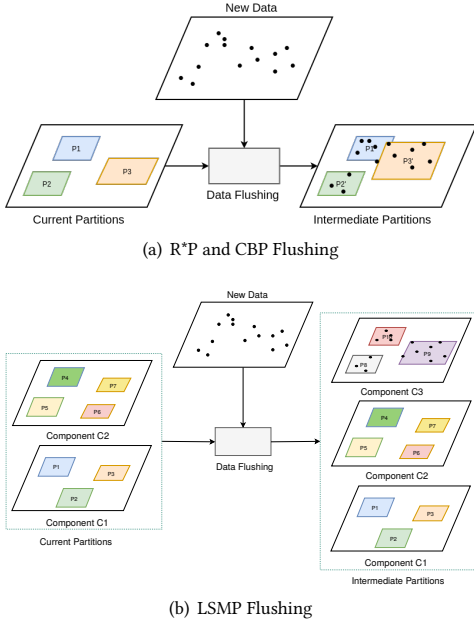 New Data
P1
P2
P3
Current Partitions
Data Flushing
P1'
P2'
P3'
Intermediate Partitions
(a) R*P and CBP Flushing
New Data
P4
P7
P5
P6
Component C2
P1
P3
P2
Component C1
Current Partitions
Data Flushing
P10
P8
P9
Component C3
P4
P7
P5
P6
Component C2
P1
P3
P2
Component C1
Intermediate Partitions
(b) LSMP Flushing